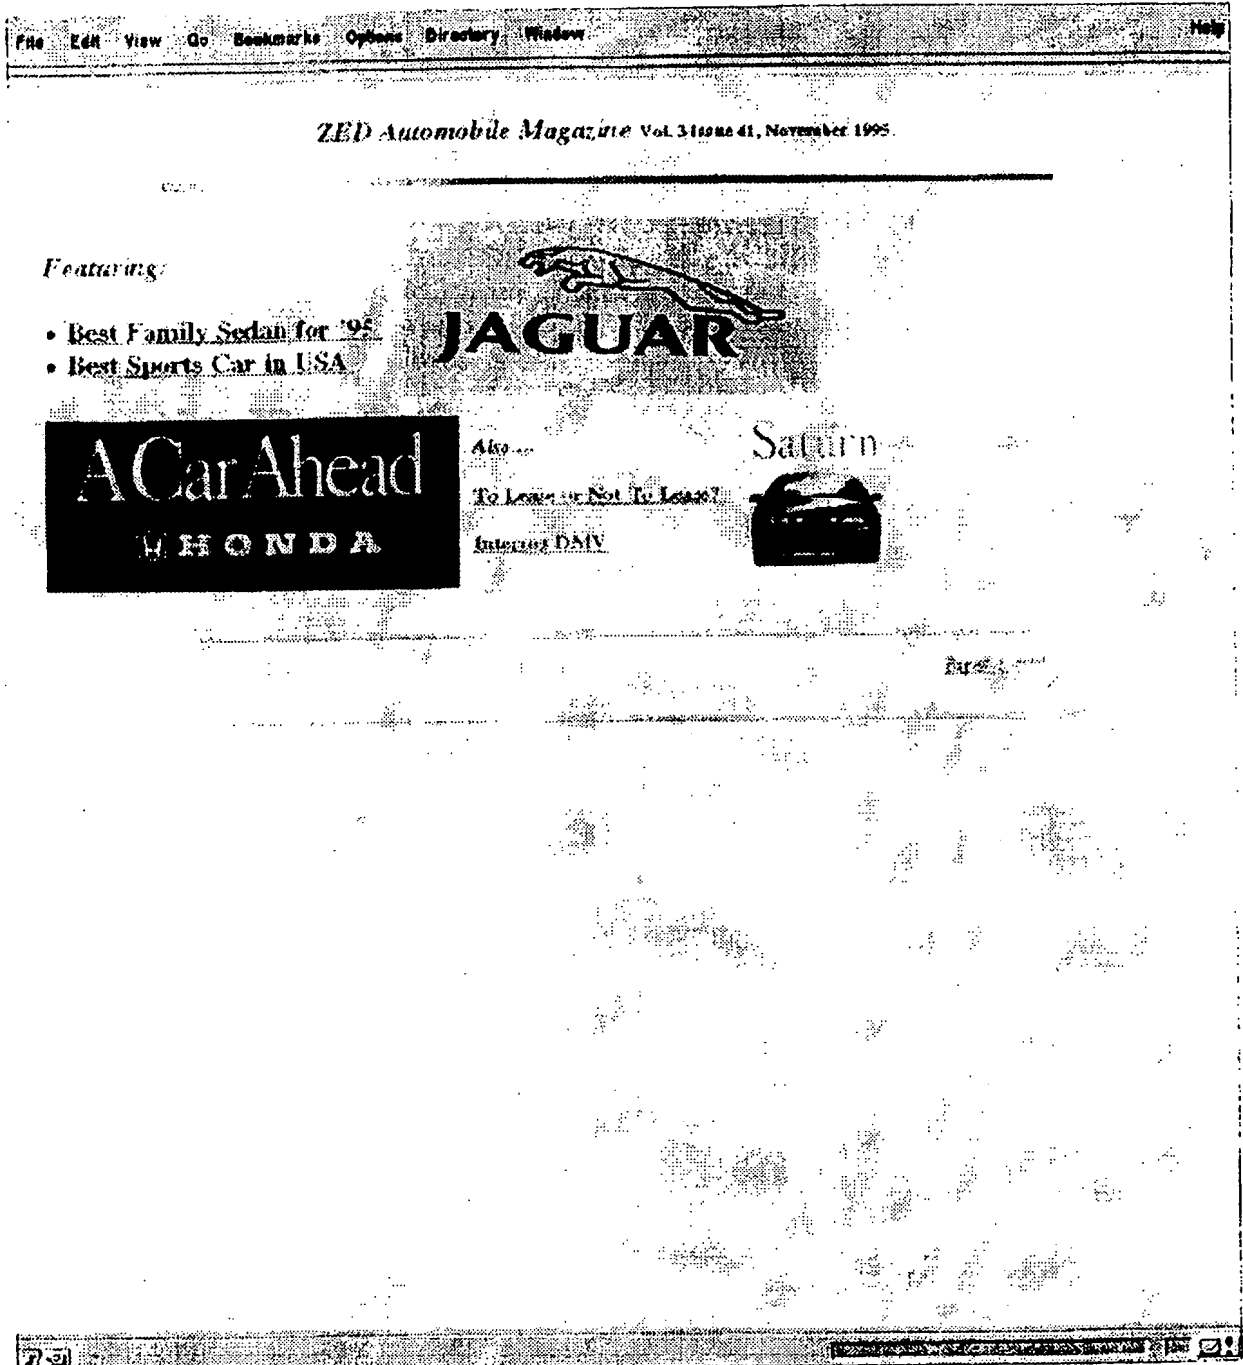 File Edit View Go Bookmarks Options Directory Window Help
ZED Automobile Magazine Vol. 3 Issue 41, November 1995.
Featuring:
• Best Family Sedan for '95
• Best Sports Car in USA
JAGUAR
A Car Ahead
HONDA
Also...
To Lease or Not To Lease?
DMV
Saturn